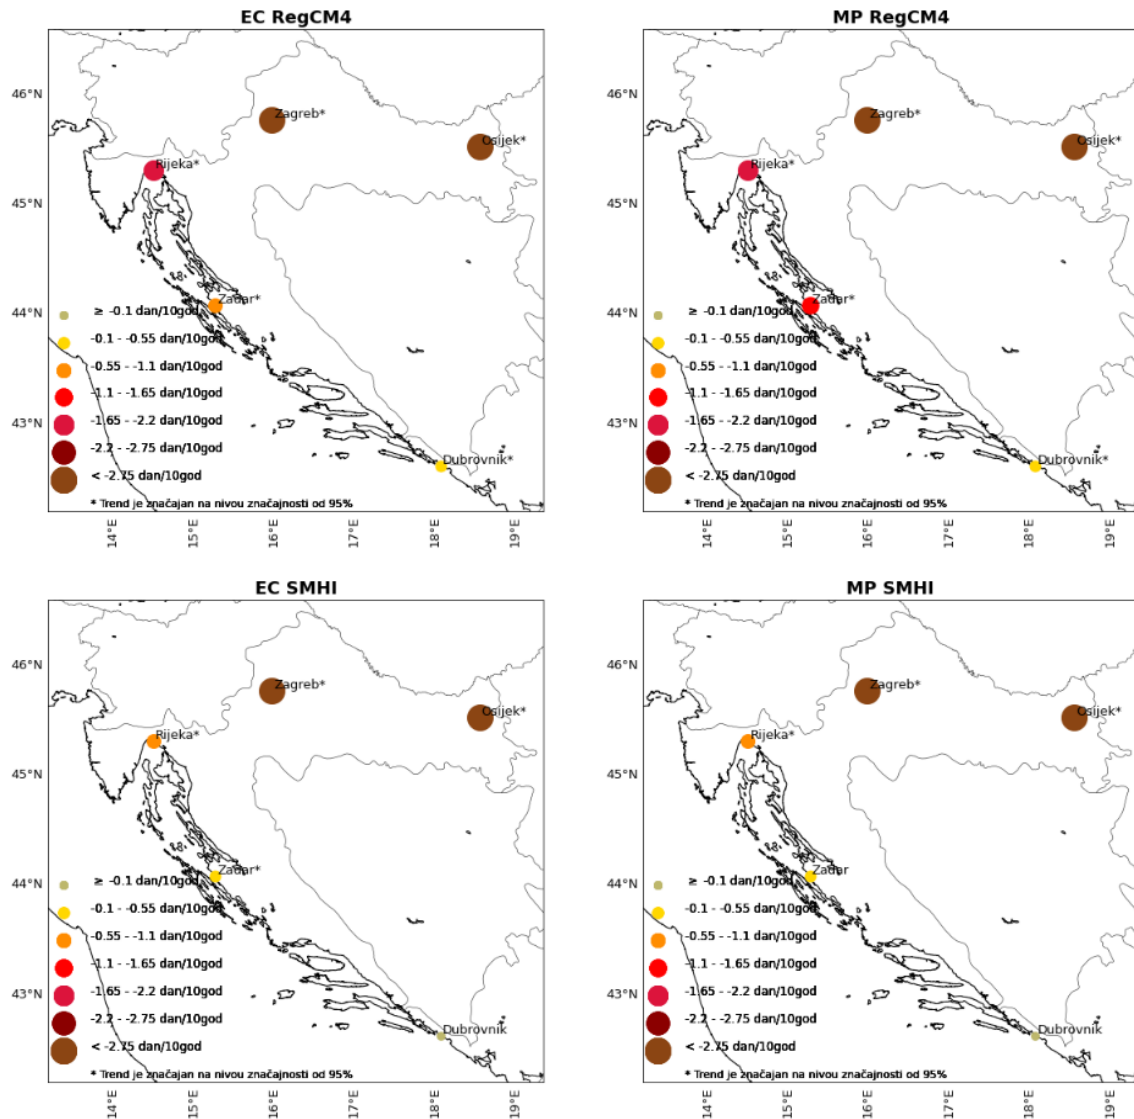 EC RegCM4
46°N
45°N
44°N
43°N
Zagreb*
Osijek*
Rijeka*
Zadar*
Dubrovnik*
≥ -0.1 dan/10god
-0.1 - -0.55 dan/10god
-0.55 - -1.1 dan/10god
-1.1 - -1.65 dan/10god
-1.65 - -2.2 dan/10god
-2.2 - -2.75 dan/10god
< -2.75 dan/10god
* Trend je značajan na nivou značajnosti od 95%
14°E
15°E
16°E
17°E
18°E
19°E
MP RegCM4
46°N
45°N
44°N
43°N
Zagreb*
Osijek*
Rijeka*
Zadar*
Dubrovnik*
≥ -0.1 dan/10god
-0.1 - -0.55 dan/10god
-0.55 - -1.1 dan/10god
-1.1 - -1.65 dan/10god
-1.65 - -2.2 dan/10god
-2.2 - -2.75 dan/10god
< -2.75 dan/10god
* Trend je značajan na nivou značajnosti od 95%
14°E
15°E
16°E
17°E
18°E
19°E
EC SMHI
46°N
45°N
44°N
43°N
Zagreb*
Osijek*
Rijeka*
Zadar*
Dubrovnik
≥ -0.1 dan/10god
-0.1 - -0.55 dan/10god
-0.55 - -1.1 dan/10god
-1.1 - -1.65 dan/10god
-1.65 - -2.2 dan/10god
-2.2 - -2.75 dan/10god
< -2.75 dan/10god
* Trend je značajan na nivou značajnosti od 95%
14°E
15°E
16°E
17°E
18°E
19°E
MP SMHI
46°N
45°N
44°N
43°N
Zagreb*
Osijek*
Rijeka*
Zadar
Dubrovnik
≥ -0.1 dan/10god
-0.1 - -0.55 dan/10god
-0.55 - -1.1 dan/10god
-1.1 - -1.65 dan/10god
-1.65 - -2.2 dan/10god
-2.2 - -2.75 dan/10god
< -2.75 dan/10god
* Trend je značajan na nivou značajnosti od 95%
14°E
15°E
16°E
17°E
18°E
19°E